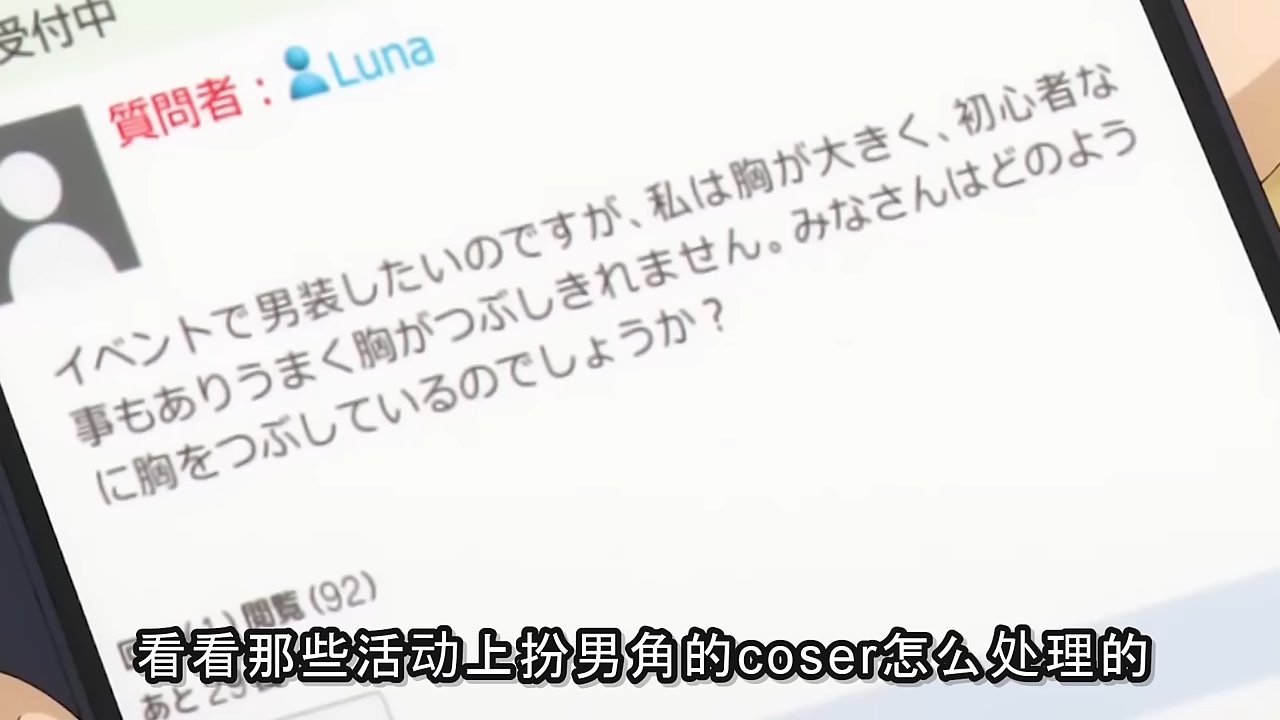 受付中
質問者：Luna
イベントで男装したいのですが、私は胸が大きく、初心者な
事もありうまく胸がつぶしきれません。みなさんはどのよう
に胸をつぶしているのでしょうか？
閲覧(92)
あと
看看那些活动上扮男角的coser怎么处理的